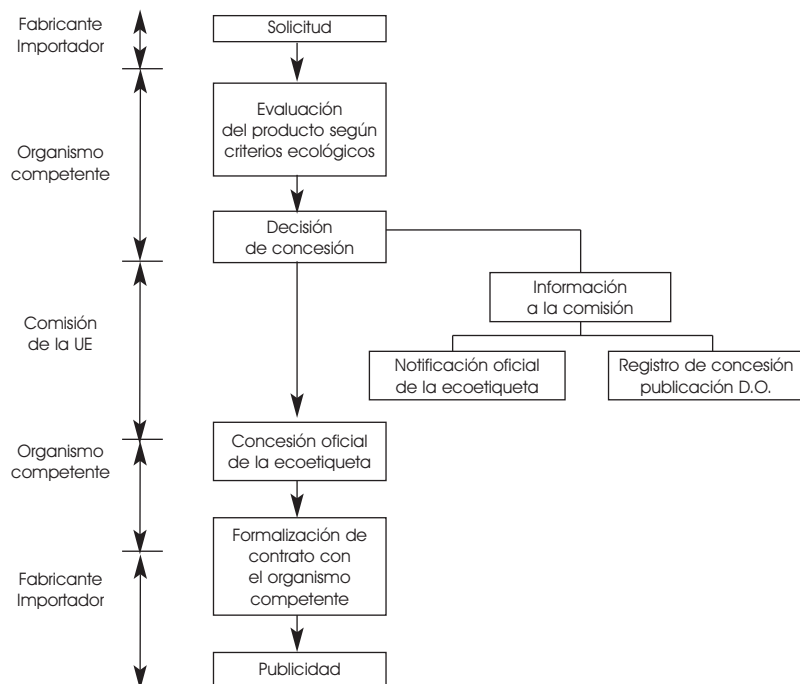 Fabricante
Importador
Solicitud
Organismo
competente
Evaluación
del producto según
criterios ecológicos
Decisión
de concesión
Comisión
de la UE
Información
a la comisión
Notificación oficial
de la ecoetiqueta
Registro de concesión
publicación D.O.
Organismo
competente
Concesión oficial
de la ecoetiqueta
Fabricante
Importador
Formalización de
contrato con
el organismo
competente
Publicidad